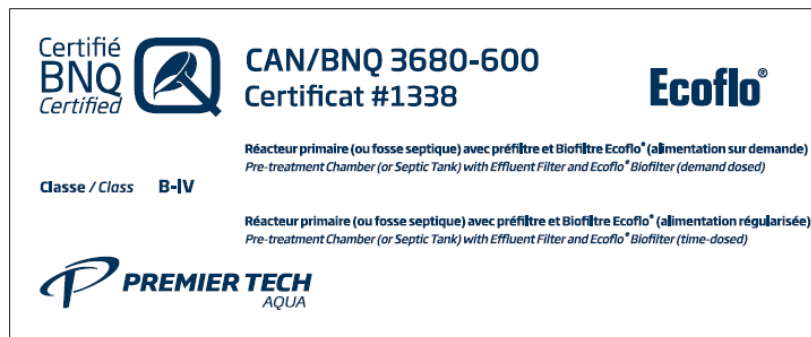 Certifié
BNQ
Certified
CAN/BNQ 3680-600
Certificat #1338
Ecoflo®
Réacteur primaire (ou fosse septique) avec préfiltre et Biofiltre Ecoflo® (alimentation sur demande)
Pre-treatment Chamber (or Septic Tank) with Effluent Filter and Ecoflo® Biofilter (demand dosed)
Classe / Class B-IV
Réacteur primaire (ou fosse septique) avec préfiltre et Biofiltre Ecoflo® (alimentation régularisée)
Pre-treatment Chamber (or Septic Tank) with Effluent Filter and Ecoflo® Biofilter (time-dosed)
PREMIER TECH
AQUA